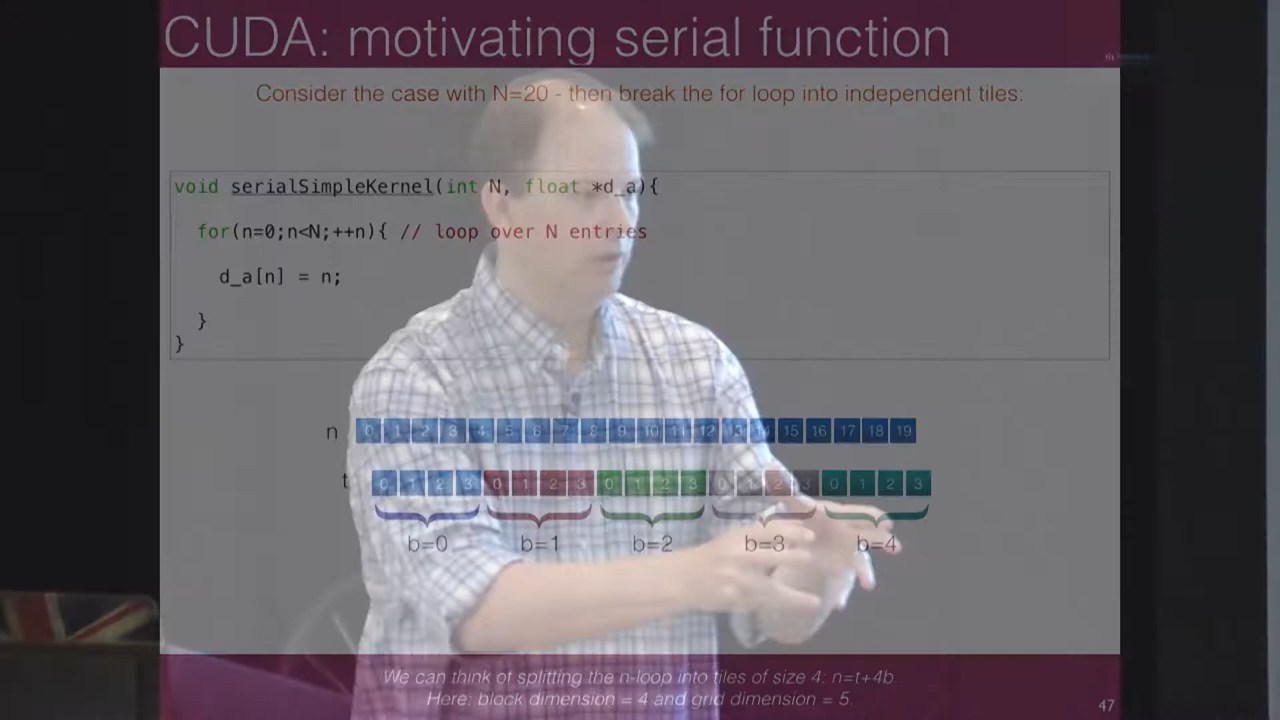 CUDA: motivating serial function
Consider the case with N=20 - then break the for loop into independent tiles:
void serialSimpleKernel(int N, float *d_a){
for(n=0;n<N;++n){ // loop over N entries
d_a[n] = n;
}
}
n 0 1 2 3 4 5 6 7 8 9 10 11 12 13 14 15 16 17 18 19
t 0 1 2 3 0 1 2 3 0 1 2 3 0 1 2 3 0 1 2 3
b=0 b=1 b=2 b=3 b=4
We can think of splitting the n-loop into tiles of size 4: n=t+4b.
Here: block dimension = 4 and grid dimension = 5.
47